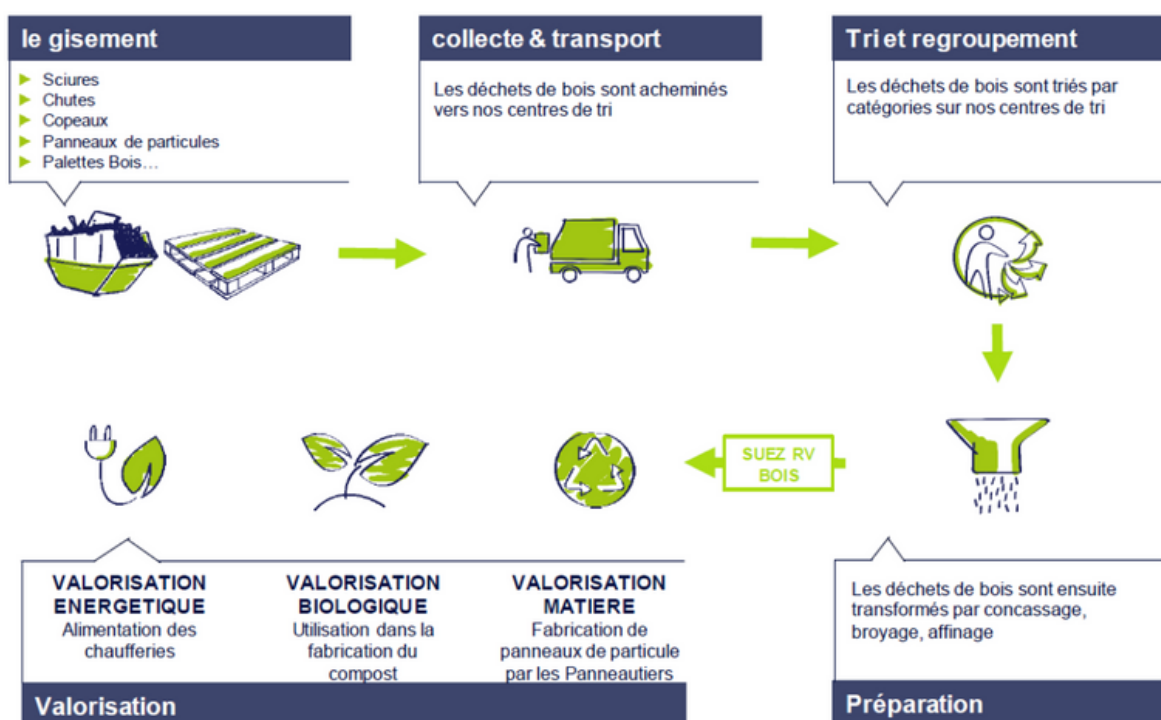 le gisement
Sciures
Chutes
Copeaux
Panneaux de particules
Palettes Bois…
collecte & transport
Les déchets de bois sont acheminés
vers nos centres de tri
Tri et regroupement
Les déchets de bois sont triés par
catégories sur nos centres de tri
SUEZ RV
BOIS
Les déchets de bois sont ensuite
transformés par concassage,
broyage, affinage
Préparation
VALORISATION
ENERGETIQUE
Alimentation des
chaufferies
VALORISATION
BIOLOGIQUE
Utilisation dans la
fabrication du
compost
VALORISATION
MATIERE
Fabrication de
panneaux de particule
par les Panneautiers
Valorisation